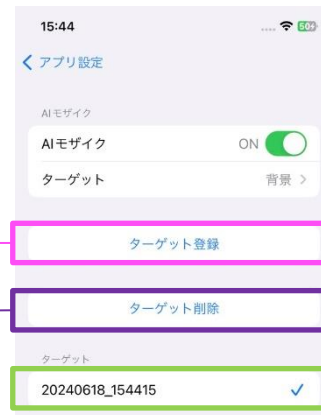 15:44
50
アプリ設定
AIモザイク
AIモザイク ON
ターゲット 背景
ターゲット登録
ターゲット削除
ターゲット
20240618_154415